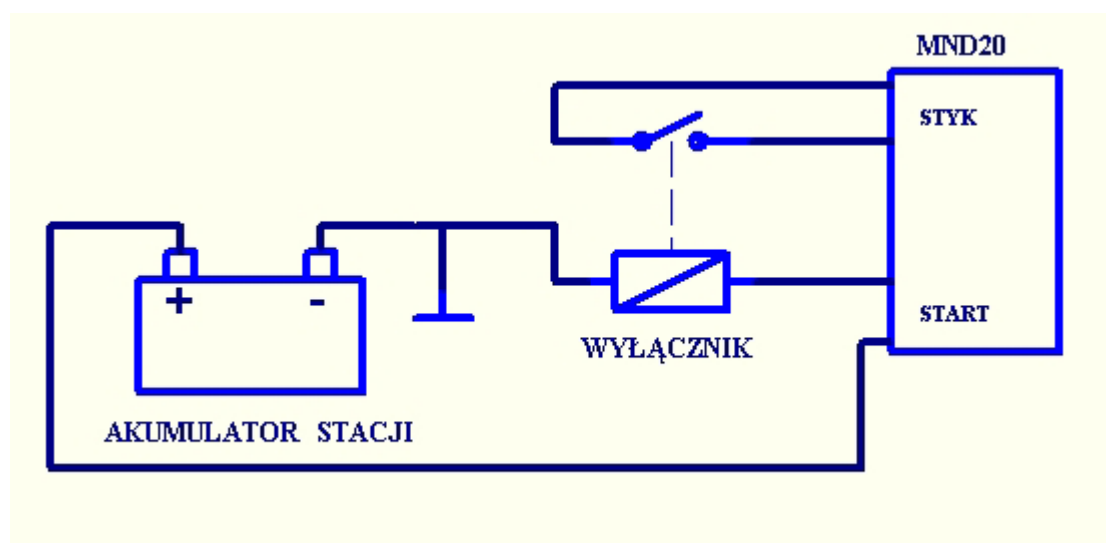 MND20
STYK
+ -
START
WYŁĄCZNIK
AKUMULATOR STACJI